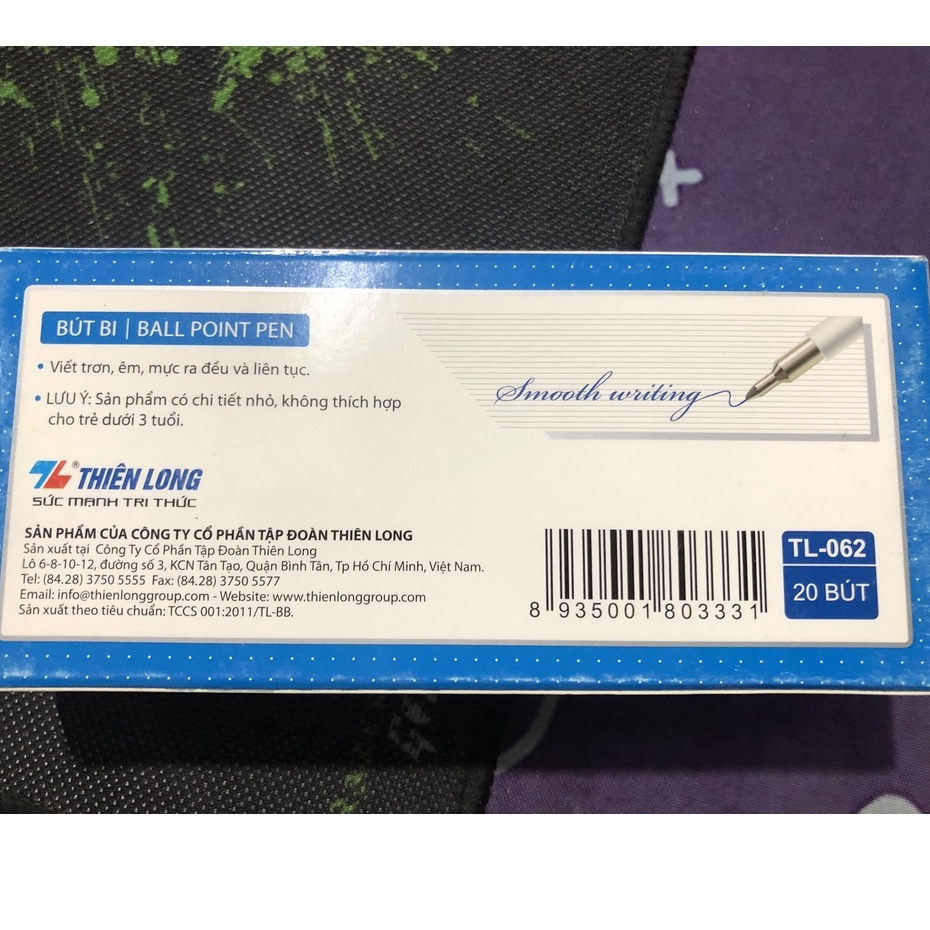 BÚT BI | BALL POINT PEN
• Viết trơn, êm, mực ra đều và liên tục.
• LƯU Ý: Sản phẩm có chi tiết nhỏ, không thích hợp
cho trẻ dưới 3 tuổi.
Smooth writing
TL® THIÊN LONG
SỨC MẠNH TRI THỨC
SẢN PHẨM CỦA CÔNG TY CỔ PHẦN TẬP ĐOÀN THIÊN LONG
Sản xuất tại Công Ty Cổ Phần Tập Đoàn Thiên Long
Lô 6-8-10-12, đường số 3, KCN Tân Tạo, Quận Bình Tân, Tp Hồ Chí Minh, Việt Nam.
Tel: (84.28) 3750 5555 Fax: (84.28) 3750 5577
Email: info@thienlonggroup.com - Website: www.thienlonggroup.com
Sản xuất theo tiêu chuẩn: TCCS 001:2011/TL-BB.
8 935001 803331
TL-062
20 BÚT